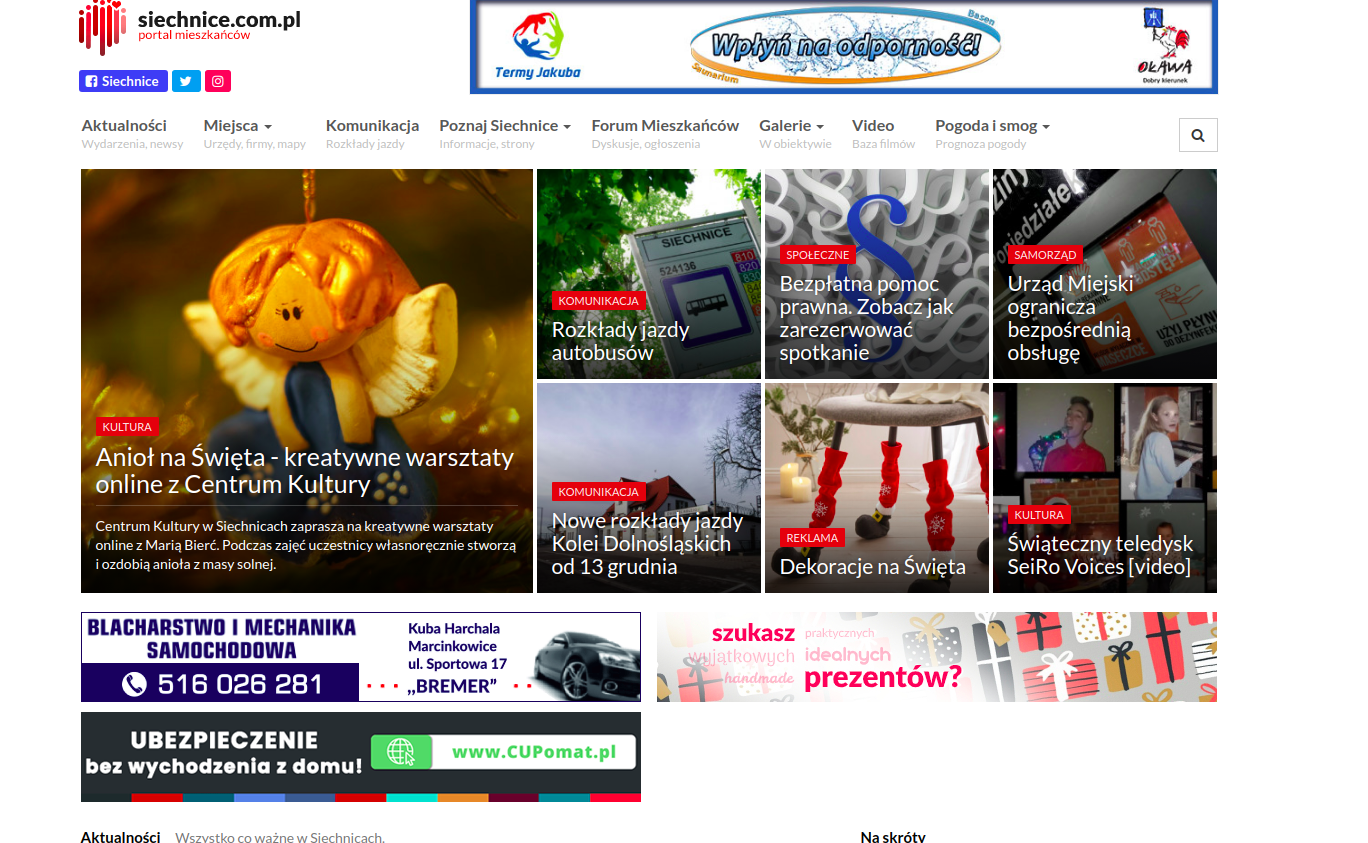 siechnice.com.pl
portal mieszkańców
Siechnice
Termy Jakuba
Basen
Wpłyń na odporność!
Saunarium
OŁAWA
Dobry kierunek
Aktualności
Wydarzenia, newsy
Miejsca
Urzędy, firmy, mapy
Komunikacja
Rozkłady jazdy
Poznaj Siechnice
Informacje, strony
Forum Mieszkańców
Dyskusje, ogłoszenia
Galerie
W obiektywie
Video
Baza filmów
Pogoda i smog
Prognoza pogody
KULTURA
Anioł na Święta - kreatywne warsztaty
online z Centrum Kultury
Centrum Kultury w Siechnicach zaprasza na kreatywne warsztaty
online z Marią Bierć. Podczas zajęć uczestnicy własnoręcznie stworzą
i ozdobią anioła z masy solnej.
SIECHNICE
524136
810
820
KOMUNIKACJA
Rozkłady jazdy
autobusów
SPOŁECZNE
Bezpłatna pomoc
prawna. Zobacz jak
zarezerwować
spotkanie
SAMORZĄD
Urząd Miejski
ogranicza
bezpośrednią
obsługę
KOMUNIKACJA
Nowe rozkłady jazdy
Kolei Dolnośląskich
od 13 grudnia
REKLAMA
Dekoracje na Święta
KULTURA
Świąteczny teledysk
SeiRo Voices [video]
BLACHARSTWO I MECHANIKA
SAMOCHODOWA
516 026 281
Kuba Harchala
Marcinkowice
ul. Sportowa 17
,,BREMER"
szukasz praktycznych
wyjątkowych idealnych
handmade prezentów?
UBEZPIECZENIE
bez wychodzenia z domu!
www.CUPomat.pl
Aktualności Wszystko co ważne w Siechnicach.
Na skróty